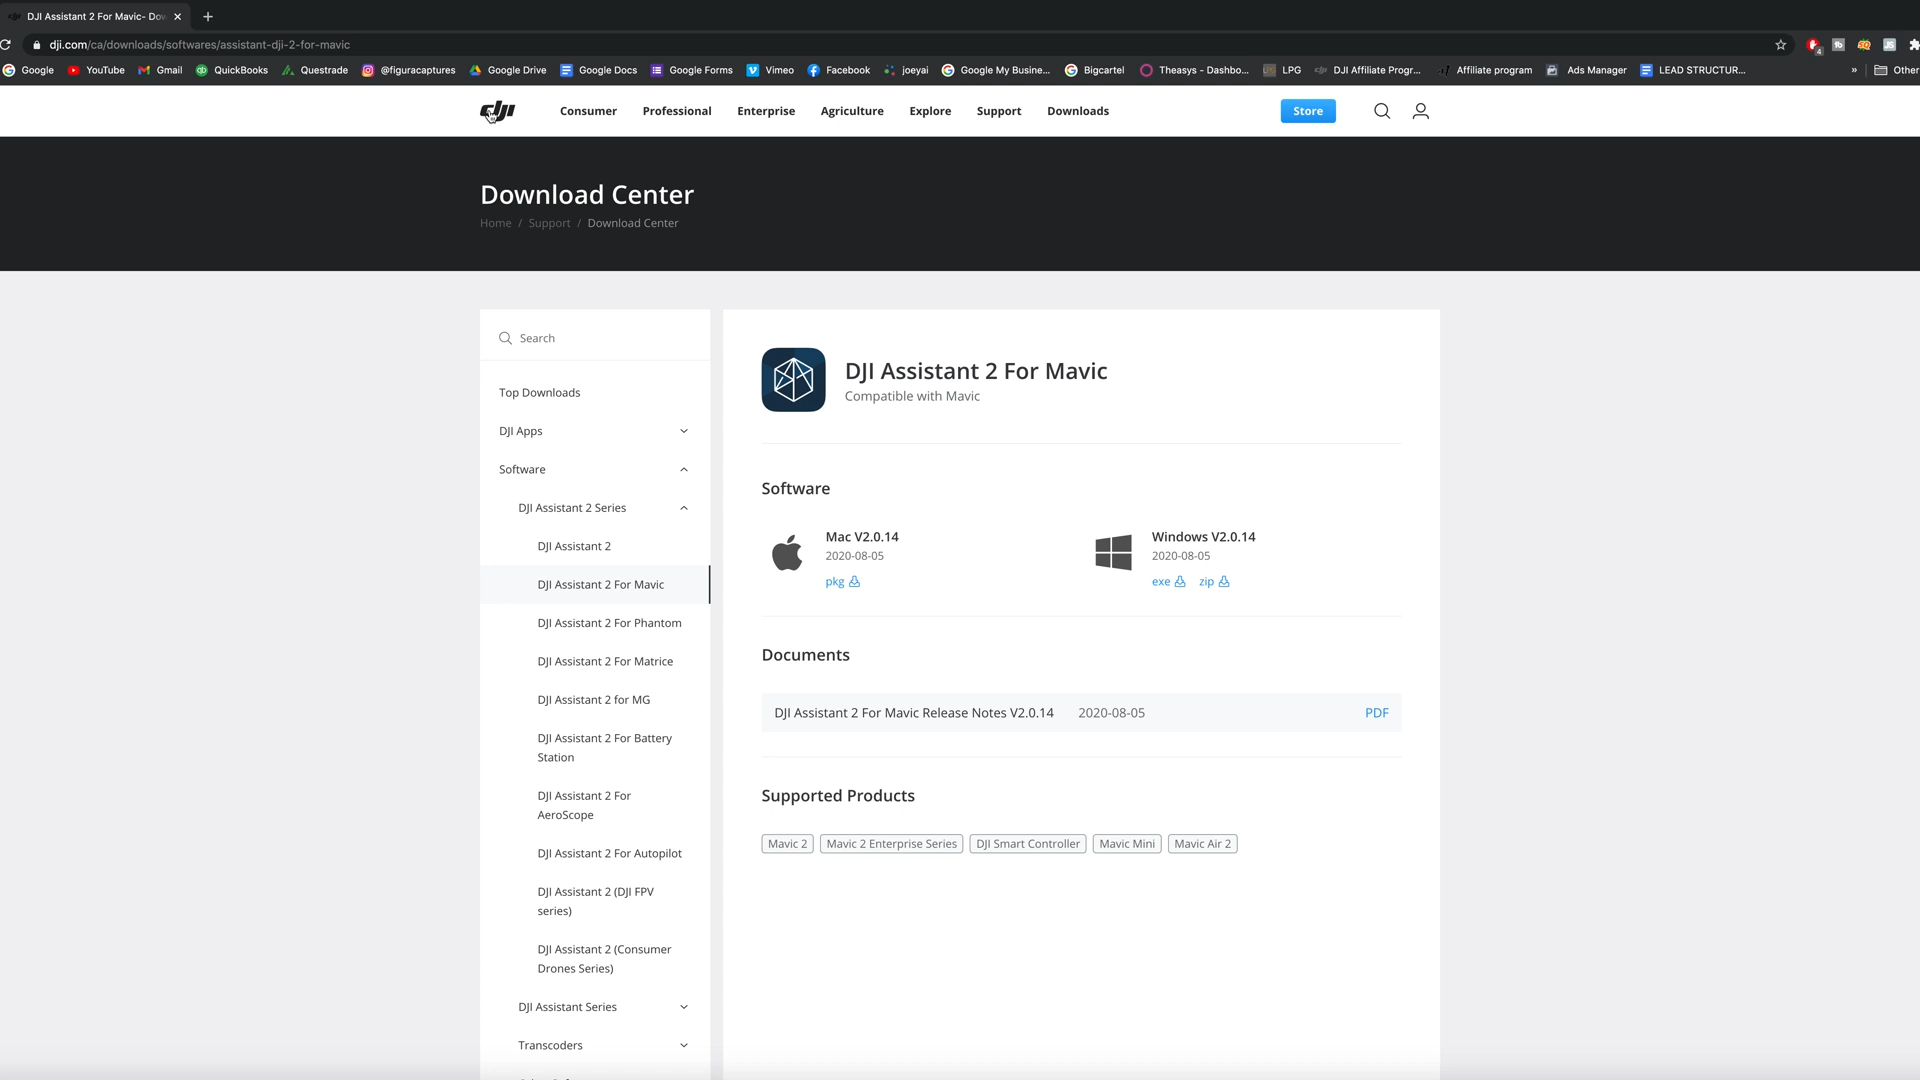 DJI Assistant 2 For Mavic- Dow
dji.com/ca/downloads/softwares/assistant-dji-2-for-mavic
4
Google YouTube Gmail QuickBooks Questrade @figuracaptures Google Drive Google Docs Google Forms Vimeo Facebook joeyai Google My Busine... Bigcartel Theasys - Dashbo... LPG DJI Affiliate Progr... Affiliate program Ads Manager LEAD STRUCTUR... » Other
dji Consumer Professional Enterprise Agriculture Explore Support Downloads Store
Download Center
Home / Support / Download Center
Search
Top Downloads
DJI Apps
Software
DJI Assistant 2 Series
DJI Assistant 2
DJI Assistant 2 For Mavic
DJI Assistant 2 For Phantom
DJI Assistant 2 For Matrice
DJI Assistant 2 for MG
DJI Assistant 2 For Battery
Station
DJI Assistant 2 For
AeroScope
DJI Assistant 2 For Autopilot
DJI Assistant 2 (DJI FPV
series)
DJI Assistant 2 (Consumer
Drones Series)
DJI Assistant Series
Transcoders
DJI Assistant 2 For Mavic
Compatible with Mavic
Software
Mac V2.0.14
2020-08-05
pkg
Windows V2.0.14
2020-08-05
exe zip
Documents
DJI Assistant 2 For Mavic Release Notes V2.0.14 2020-08-05 PDF
Supported Products
Mavic 2 Mavic 2 Enterprise Series DJI Smart Controller Mavic Mini Mavic Air 2